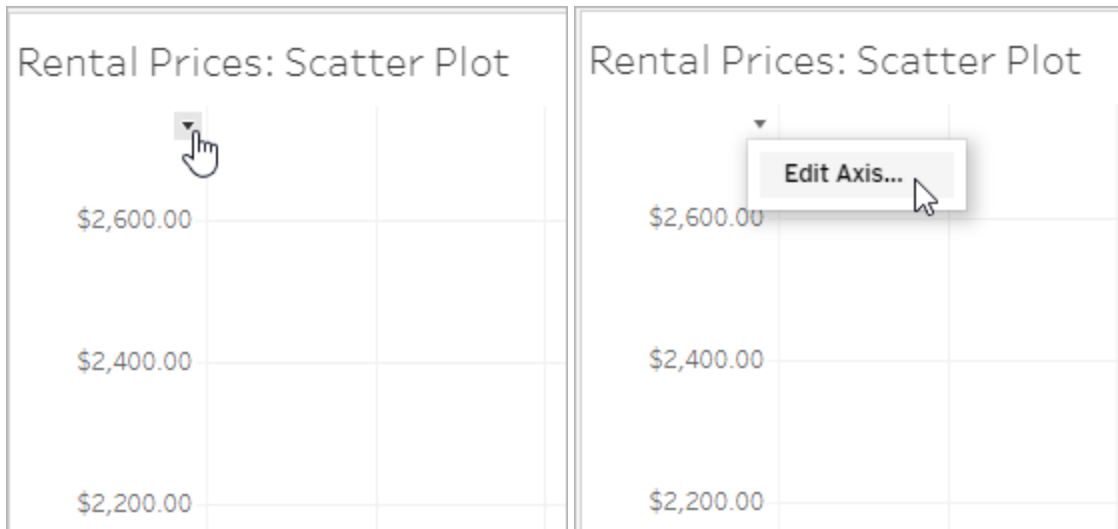 Rental Prices: Scatter Plot
$2,600.00
$2,400.00
$2,200.00
Rental Prices: Scatter Plot
Edit Axis...
$2,600.00
$2,400.00
$2,200.00